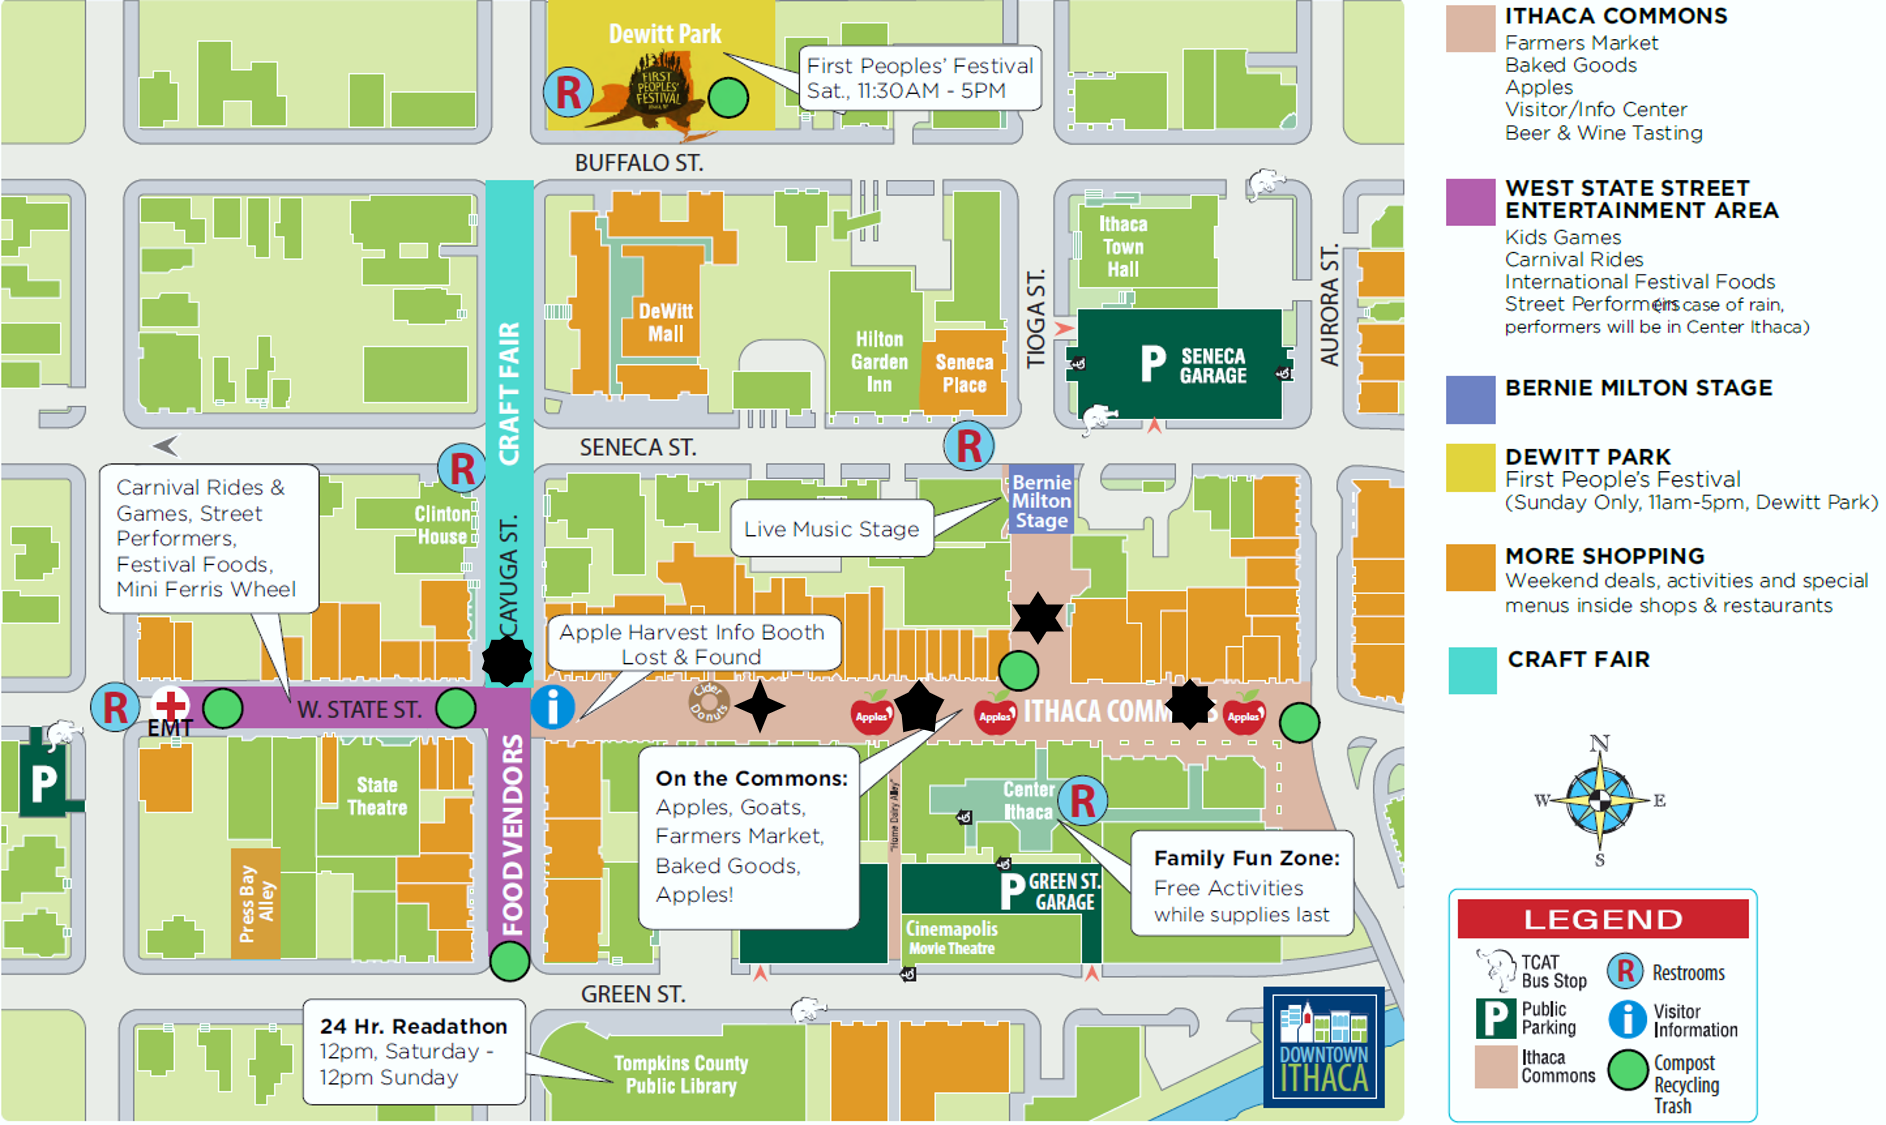 Dewitt Park
FIRST
PEOPLES'
FESTIVAL
R
First Peoples' Festival
Sat., 11:30AM - 5PM
BUFFALO ST.
CRAFT FAIR
DeWitt
Mall
Hilton
Garden
Inn
Seneca
Place
TIOGA ST.
Ithaca
Town
Hall
P SENECA
GARAGE
AURORA ST.
SENECA ST.
R
R
Carnival Rides &
Games, Street
Performers,
Festival Foods,
Mini Ferris Wheel
Clinton
House
CAYUGA ST.
Live Music Stage
Bernie
Milton
Stage
Apple Harvest Info Booth
Lost & Found
R
EMT
W. STATE ST.
i
Cider
Donuts
Apples
Apples
ITHACA COMM S
Apples
P
State
Theatre
Press Bay
Alley
FOOD VENDORS
On the Commons:
Apples, Goats,
Farmers Market,
Baked Goods,
Apples!
"Home Dairy Alley"
Center
Ithaca
R
Family Fun Zone:
Free Activities
while supplies last
P GREEN ST.
GARAGE
Cinemapolis
Movie Theatre
GREEN ST.
24 Hr. Readathon
12pm, Saturday -
12pm Sunday
Tompkins County
Public Library
DOWNTOWN
ITHACA
ITHACA COMMONS
Farmers Market
Baked Goods
Apples
Visitor/Info Center
Beer & Wine Tasting
WEST STATE STREET
ENTERTAINMENT AREA
Kids Games
Carnival Rides
International Festival Foods
Street Performers (in case of rain,
performers will be in Center Ithaca)
BERNIE MILTON STAGE
DEWITT PARK
First People's Festival
(Sunday Only, 11am-5pm, Dewitt Park)
MORE SHOPPING
Weekend deals, activities and special
menus inside shops & restaurants
CRAFT FAIR
N
W
E
S
LEGEND
TCAT
Bus Stop
R Restrooms
P Public
Parking
i Visitor
Information
Ithaca
Commons
Compost
Recycling
Trash